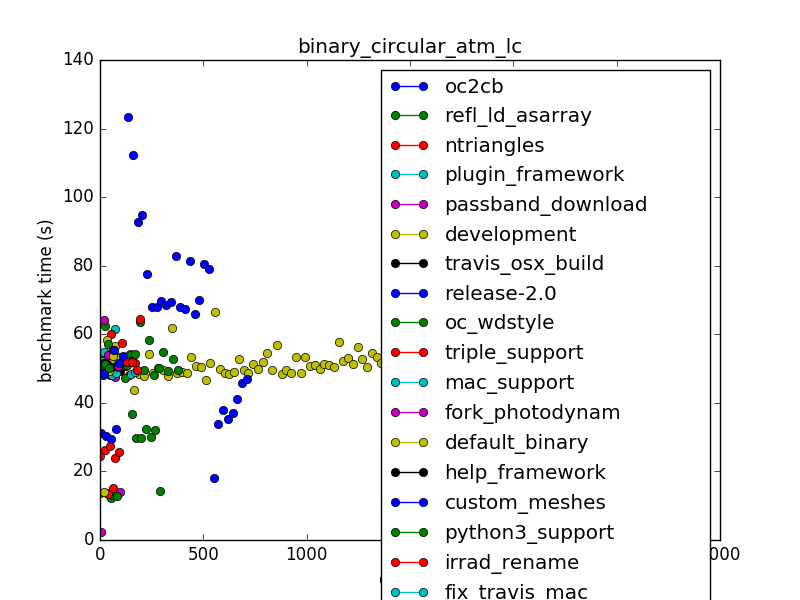 binary_circular_atm_lc
benchmark time (s)
140
120
100
80
60
40
20
0
0
500
1000
000
oc2cb
refl_ld_asarray
ntriangles
plugin_framework
passband_download
development
travis_osx_build
release-2.0
oc_wdstyle
triple_support
mac_support
fork_photodynam
default_binary
help_framework
custom_meshes
python3_support
irrad_rename
fix_travis_mac